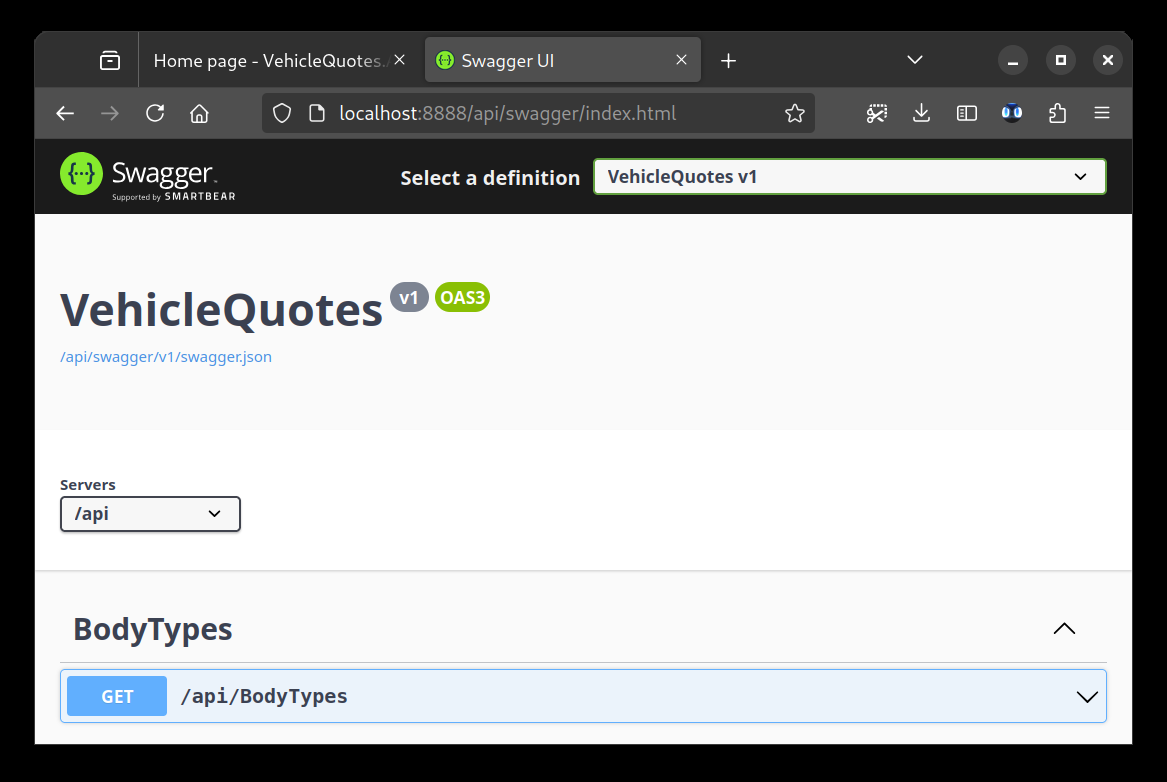 Home page - VehicleQuotes.
Swagger UI
localhost:8888/api/swagger/index.html
Swagger.
Supported by SMARTBEAR
Select a definition
VehicleQuotes v1
VehicleQuotes v1 OAS3
/api/swagger/v1/swagger.json
Servers
/api
BodyTypes
GET /api/BodyTypes